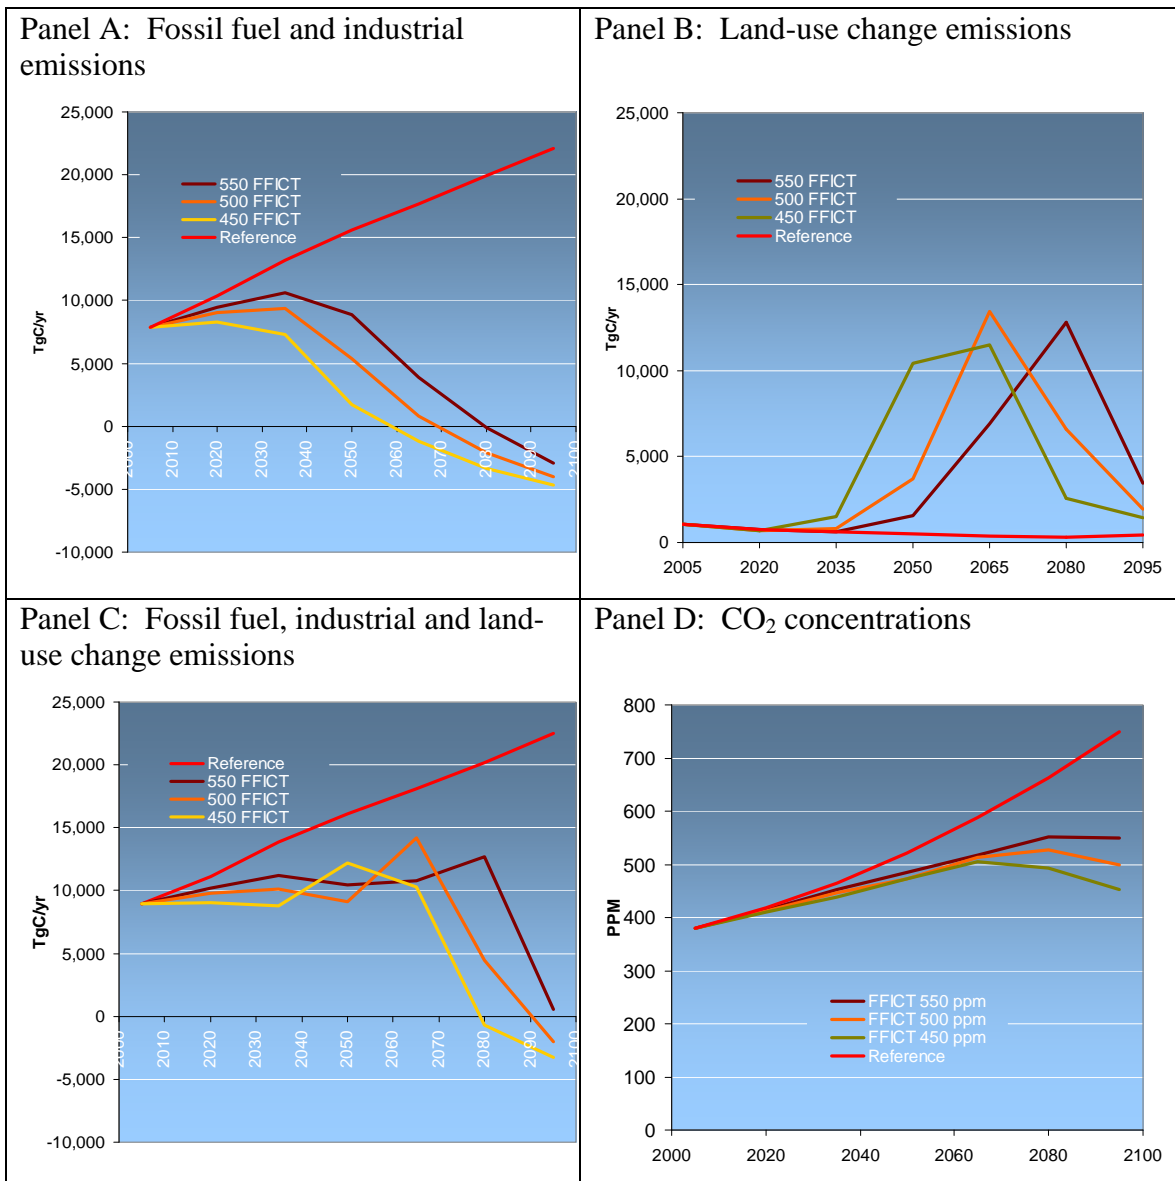 Panel A: Fossil fuel and industrial
emissions
25,000
20,000
15,000
10,000
5,000
0
-5,000
-10,000
TgC/yr
550 FFICT
500 FFICT
450 FFICT
Reference
2000
2010
2020
2030
2040
2050
2060
2070
2080
2090
2100
Panel B: Land-use change emissions
25,000
20,000
15,000
10,000
5,000
0
TgC/yr
550 FFICT
500 FFICT
450 FFICT
Reference
2005
2020
2035
2050
2065
2080
2095
Panel C: Fossil fuel, industrial and land-
use change emissions
25,000
20,000
15,000
10,000
5,000
0
-5,000
-10,000
TgC/yr
Reference
550 FFICT
500 FFICT
450 FFICT
2000
2010
2020
2030
2040
2050
2060
2070
2080
2090
2100
Panel D: CO₂ concentrations
800
700
600
500
400
300
200
100
0
PPM
FFICT 550 ppm
FFICT 500 ppm
FFICT 450 ppm
Reference
2000
2020
2040
2060
2080
2100